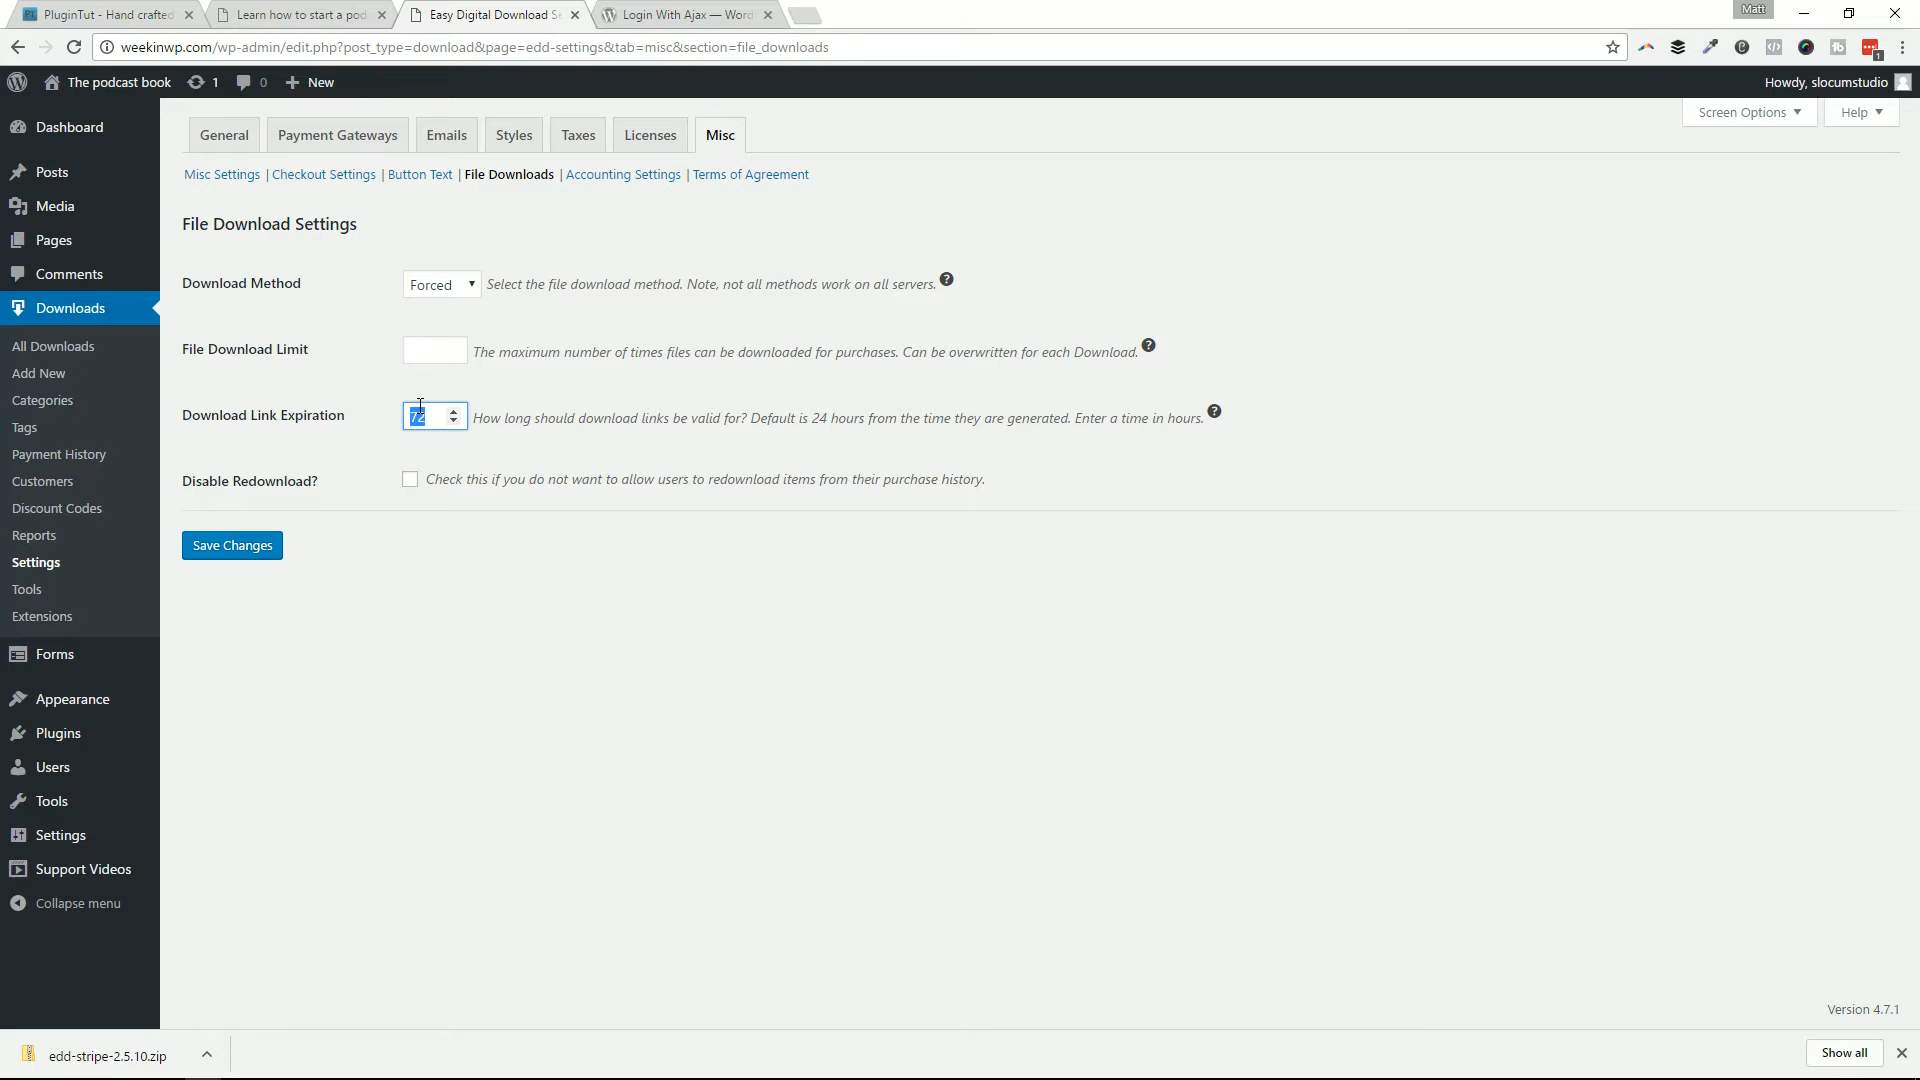 PluginTut - Hand crafted
Learn how to start a pod
Easy Digital Download Se
Login With Ajax — Word
Matt
weekinwp.com/wp-admin/edit.php?post_type=download&page=edd-settings&tab=misc&section=file_downloads
The podcast book
1
0
New
Howdy, slocumstudio
Screen Options
Help
General
Payment Gateways
Emails
Styles
Taxes
Licenses
Misc
Misc Settings | Checkout Settings | Button Text | File Downloads | Accounting Settings | Terms of Agreement
File Download Settings
Download Method
Forced
Select the file download method. Note, not all methods work on all servers.
File Download Limit
The maximum number of times files can be downloaded for purchases. Can be overwritten for each Download.
Download Link Expiration
72
How long should download links be valid for? Default is 24 hours from the time they are generated. Enter a time in hours.
Disable Redownload?
Check this if you do not want to allow users to redownload items from their purchase history.
Save Changes
Dashboard
Posts
Media
Pages
Comments
Downloads
All Downloads
Add New
Categories
Tags
Payment History
Customers
Discount Codes
Reports
Settings
Tools
Extensions
Forms
Appearance
Plugins
Users
Tools
Settings
Support Videos
Collapse menu
Version 4.7.1
edd-stripe-2.5.10.zip
Show all